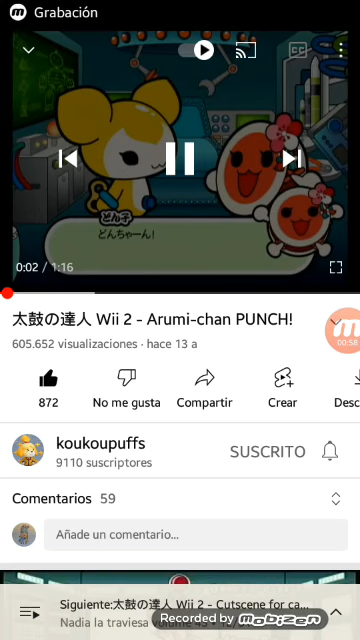 Grabación
CC
どん子
どんちゃーん!
0:02 / 1:16
太鼓の達人 Wii 2 - Arumi-chan PUNCH!
605.652 visualizaciones · hace 13 a
00:58
872
No me gusta
Compartir
Crear
Desc
koukoupuffs
9110 suscriptores
SUSCRITO
Comentarios 59
Añade un comentario...
Siguiente:太鼓の達人 Wii 2 - Cutscene for ca...
Nadia la traviesa
Recorded by Mobizen